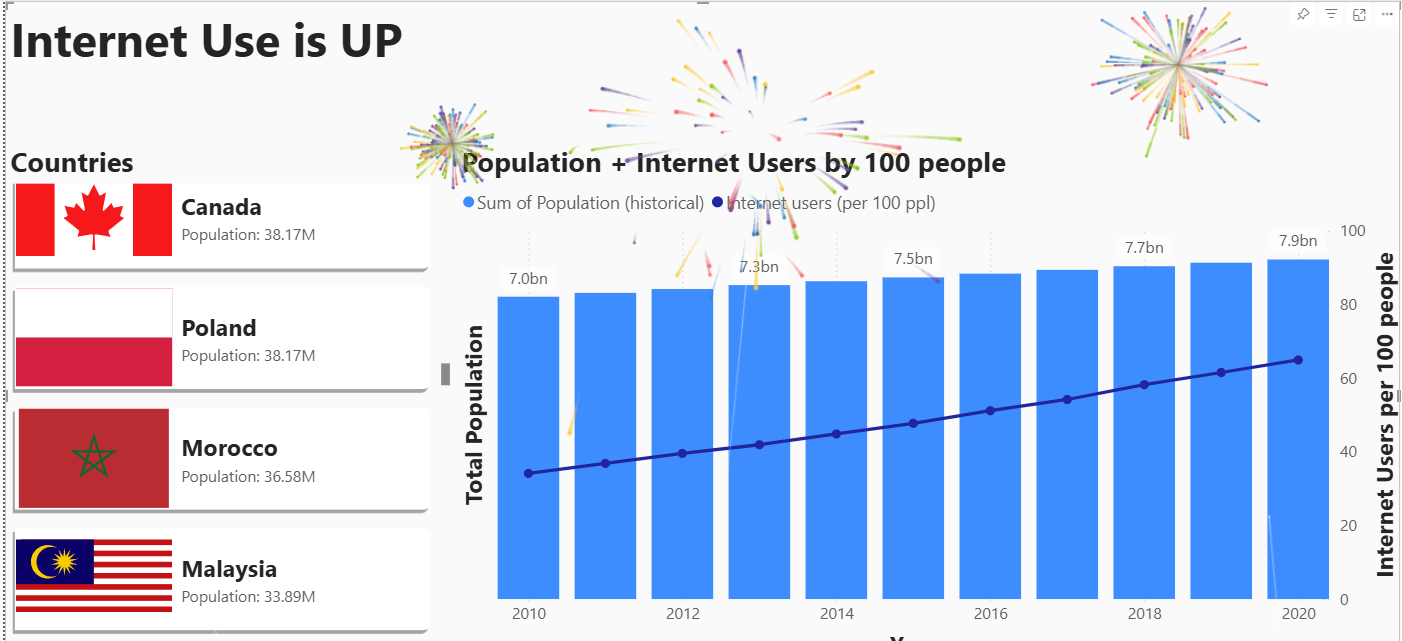 Internet Use is UP
Countries
Canada
Population: 38.17M
Poland
Population: 38.17M
Morocco
Population: 36.58M
Malaysia
Population: 33.89M
Population + Internet Users by 100 people
Sum of Population (historical) Internet users (per 100 ppl)
Total Population
7.0bn 7.3bn 7.5bn 7.7bn 7.9bn
100
80
60
40
20
0
Internet Users per 100 people
2010 2012 2014 2016 2018 2020